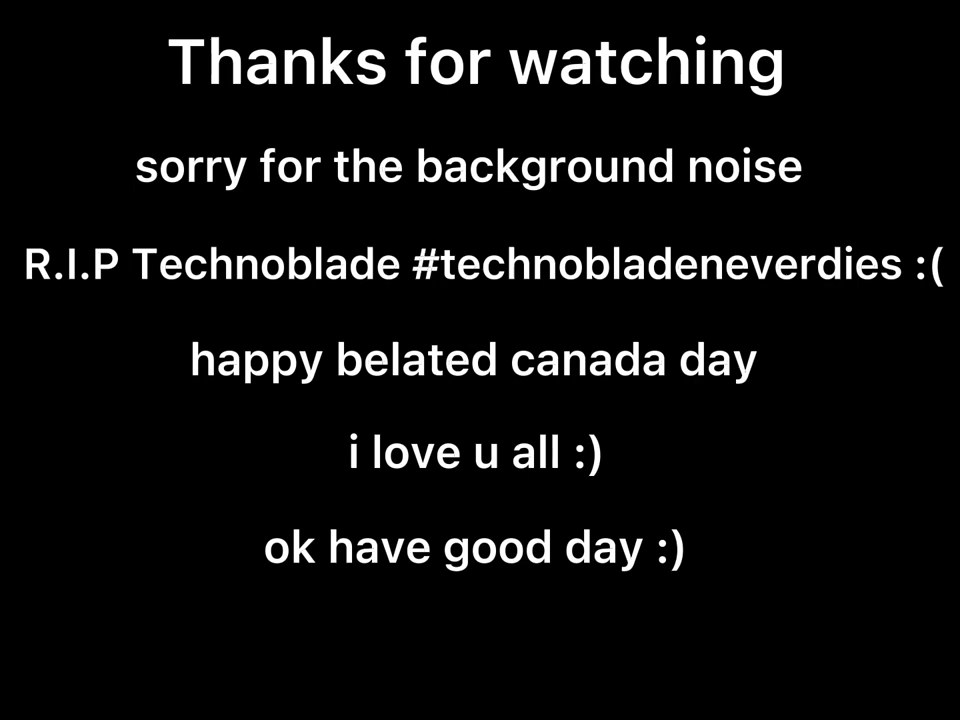 Thanks for watching
sorry for the background noise
R.I.P Technoblade #technobladeneverdies :(
happy belated canada day
i love u all :)
ok have good day :)